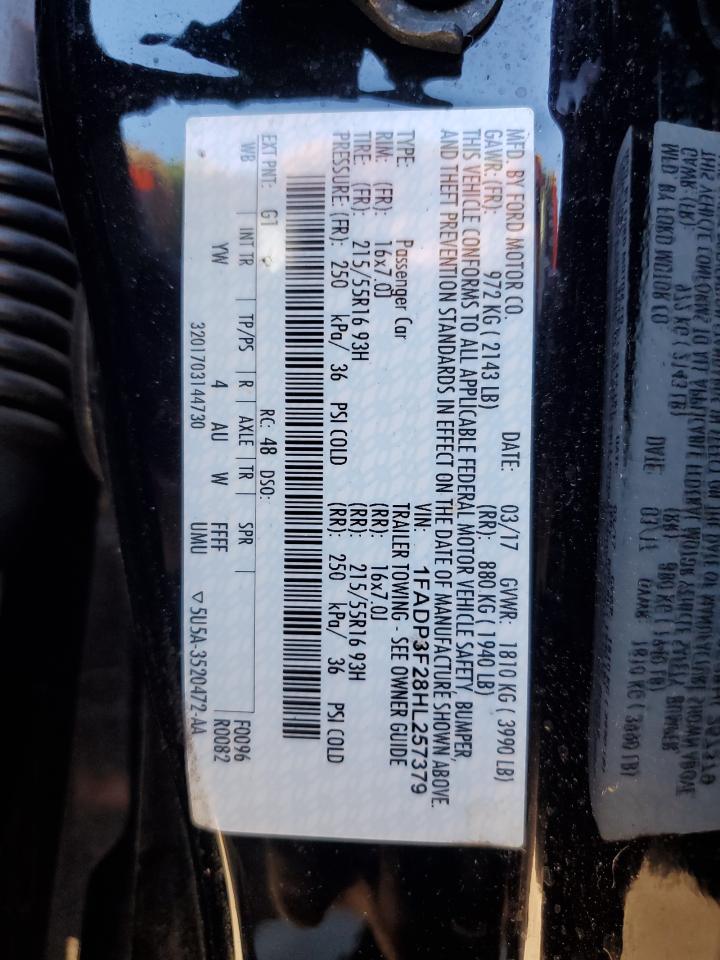 MFD. BY FORD MOTOR CO. DATE: 03/17 GVWR: 1810 KG ( 3990 LB)
GAWR: (FR): 972 KG ( 2143 LB) (RR): 880 KG ( 1940 LB)
THIS VEHICLE CONFORMS TO ALL APPLICABLE FEDERAL MOTOR VEHICLE SAFETY, BUMPER,
AND THEFT PREVENTION STANDARDS IN EFFECT ON THE DATE OF MANUFACTURE SHOWN ABOVE.
VIN: 1FADP3F28HL257379
TYPE: Passenger Car TRAILER TOWING - SEE OWNER GUIDE
RIM: (FR): 16x7.0J (RR): 16x7.0J
TIRE: (FR): 215/55R16 93H (RR): 215/55R16 93H
PRESSURE: (FR): 250 kPa/ 36 PSI COLD (RR): 250 kPa/ 36 PSI COLD
EXT PNT: G1 RC: 48 DSO: F0096
WB INT TR TP/PS R AXLE TR SPR R0082
YW 4 AU W FFFF
3201703144730 UMU ▽5U5A-3520472-AA